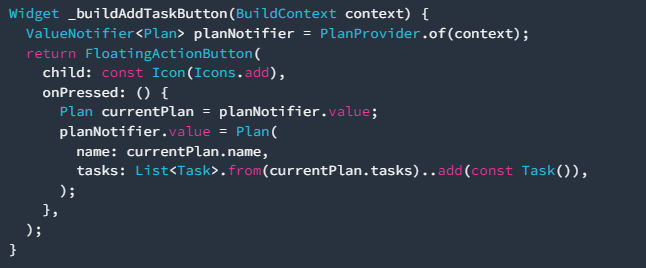 Widget _buildAddTaskButton(BuildContext context) {
  ValueNotifier<Plan> planNotifier = PlanProvider.of(context);
  return FloatingActionButton(
    child: const Icon(Icons.add),
    onPressed: () {
      Plan currentPlan = planNotifier.value;
      planNotifier.value = Plan(
        name: currentPlan.name,
        tasks: List<Task>.from(currentPlan.tasks)..add(const Task()),
      );
    },
  );
}